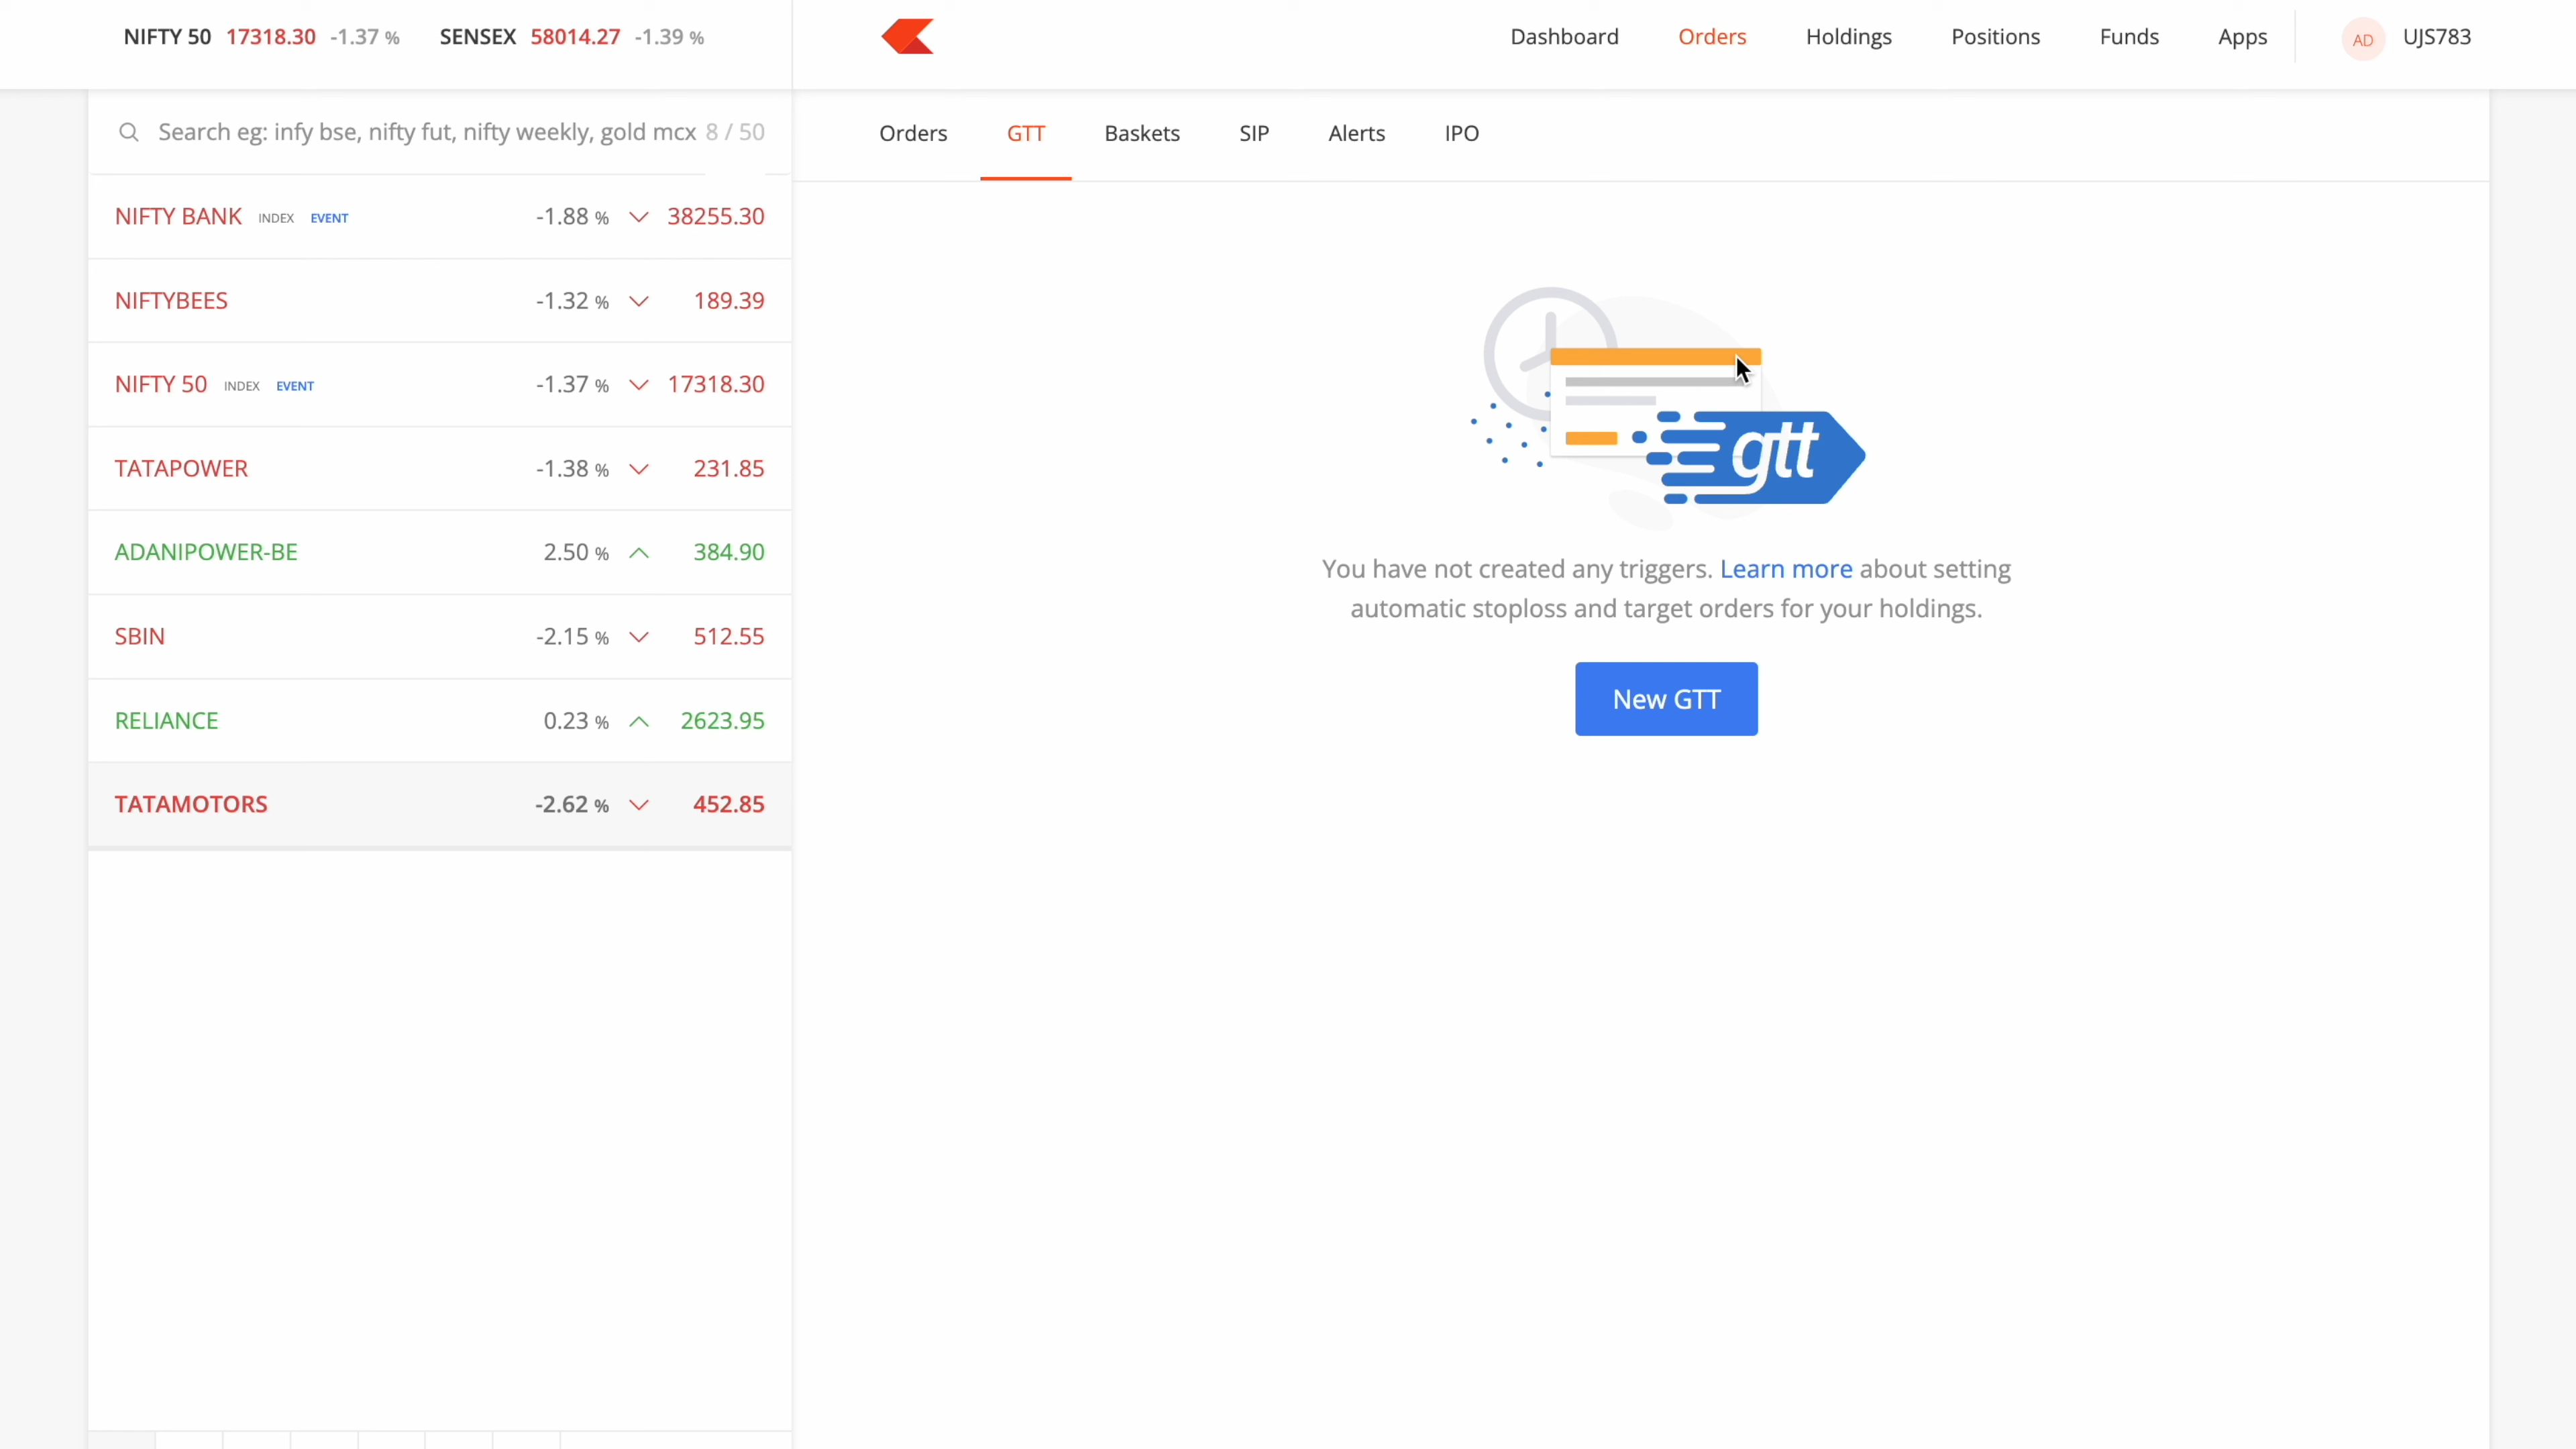 NIFTY 50 17318.30 -1.37 % SENSEX 58014.27 -1.39 %
Dashboard Orders Holdings Positions Funds Apps AD UJS783
Search eg: infy bse, nifty fut, nifty weekly, gold mcx 8 / 50
Orders GTT Baskets SIP Alerts IPO
NIFTY BANK INDEX EVENT -1.88 % 38255.30
NIFTYBEES -1.32 % 189.39
NIFTY 50 INDEX EVENT -1.37 % 17318.30
TATAPOWER -1.38 % 231.85
ADANIPOWER-BE 2.50 % 384.90
SBIN -2.15 % 512.55
RELIANCE 0.23 % 2623.95
TATAMOTORS -2.62 % 452.85
gtt
You have not created any triggers. Learn more about setting
automatic stoploss and target orders for your holdings.
New GTT